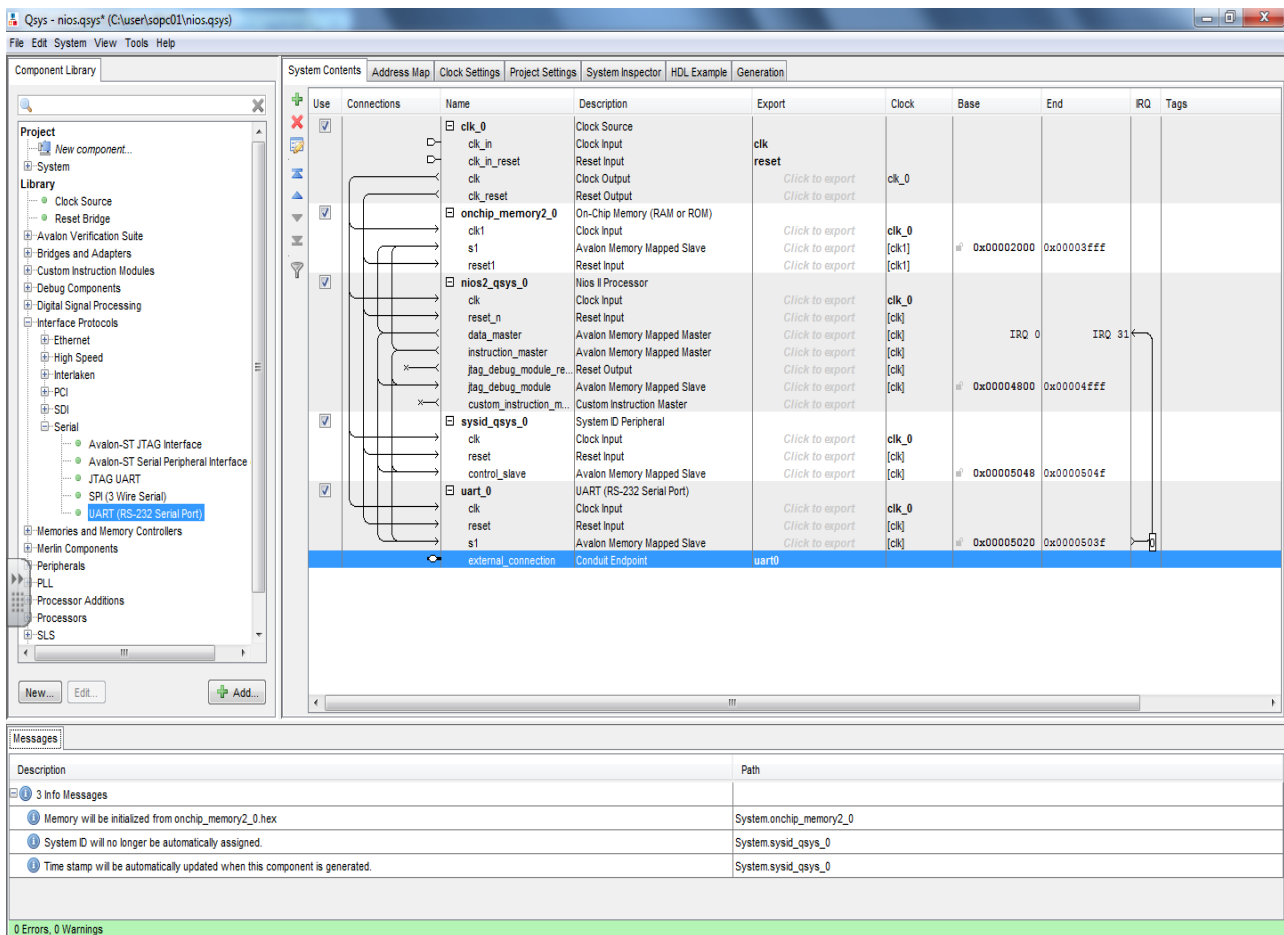 Qsys - nios.qsys* (C:\user\sopc01\nios.qsys)
File Edit System View Tools Help
Component Library
Project
New component...
System
Library
Clock Source
Reset Bridge
Avalon Verification Suite
Bridges and Adapters
Custom Instruction Modules
Debug Components
Digital Signal Processing
Interface Protocols
Ethernet
High Speed
Interlaken
PCI
SDI
Serial
Avalon-ST JTAG Interface
Avalon-ST Serial Peripheral Interface
JTAG UART
SPI (3 Wire Serial)
UART (RS-232 Serial Port)
Memories and Memory Controllers
Merlin Components
Peripherals
PLL
Processor Additions
Processors
SLS
New... Edit... Add...
System Contents Address Map Clock Settings Project Settings System Inspector HDL Example Generation
Use Connections Name Description Export Clock Base End IRQ Tags
clk_0 Clock Source
clk_in Clock Input clk
clk_in_reset Reset Input reset
clk Clock Output Click to export clk_0
clk_reset Reset Output Click to export
onchip_memory2_0 On-Chip Memory (RAM or ROM)
clk1 Clock Input Click to export clk_0
s1 Avalon Memory Mapped Slave Click to export [clk1] 0x00002000 0x00003fff
reset1 Reset Input Click to export [clk1]
nios2_qsys_0 Nios II Processor
clk Clock Input Click to export clk_0
reset_n Reset Input Click to export [clk]
data_master Avalon Memory Mapped Master Click to export [clk] IRQ 0 IRQ 31
instruction_master Avalon Memory Mapped Master Click to export [clk]
jtag_debug_module_re... Reset Output Click to export [clk]
jtag_debug_module Avalon Memory Mapped Slave Click to export [clk] 0x00004800 0x00004fff
custom_instruction_m... Custom Instruction Master Click to export
sysid_qsys_0 System ID Peripheral
clk Clock Input Click to export clk_0
reset Reset Input Click to export [clk]
control_slave Avalon Memory Mapped Slave Click to export [clk] 0x00005048 0x0000504f
uart_0 UART (RS-232 Serial Port)
clk Clock Input Click to export clk_0
reset Reset Input Click to export [clk]
s1 Avalon Memory Mapped Slave Click to export [clk] 0x00005020 0x0000503f 0
external_connection Conduit Endpoint uart0
Messages
Description Path
3 Info Messages
Memory will be initialized from onchip_memory2_0.hex System.onchip_memory2_0
System ID will no longer be automatically assigned. System.sysid_qsys_0
Time stamp will be automatically updated when this component is generated. System.sysid_qsys_0
0 Errors, 0 Warnings